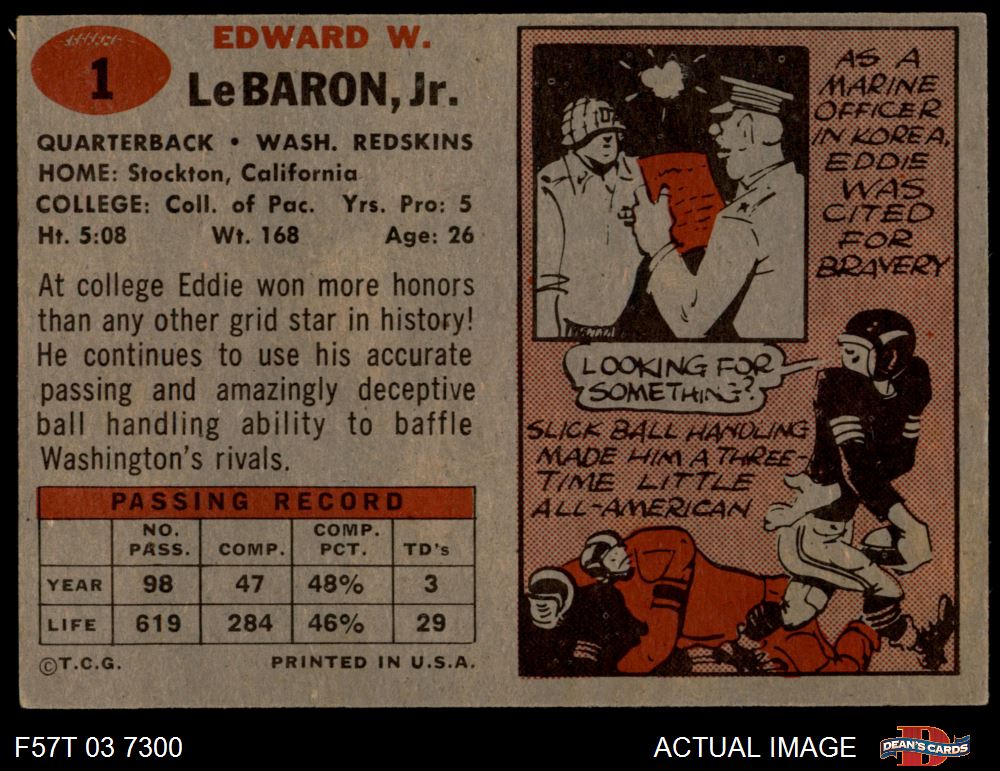 1
EDWARD W.
LeBARON, Jr.
QUARTERBACK • WASH. REDSKINS
HOME: Stockton, California
COLLEGE: Coll. of Pac. Yrs. Pro: 5
Ht. 5:08 Wt. 168 Age: 26
At college Eddie won more honors
than any other grid star in history!
He continues to use his accurate
passing and amazingly deceptive
ball handling ability to baffle
Washington's rivals.
PASSING RECORD
NO. PASS. COMP. COMP. PCT. TD's
YEAR 98 47 48% 3
LIFE 619 284 46% 29
©T.C.G. PRINTED IN U.S.A.
AS A
MARINE
OFFICER
IN KOREA,
EDDIE
WAS
CITED
FOR
BRAVERY
LOOKING FOR
SOMETHING?
SLICK BALL HANDLING
MADE HIM A THREE-
TIME LITTLE
ALL-AMERICAN
F57T 03 7300
ACTUAL IMAGE
DEAN'S CARDS